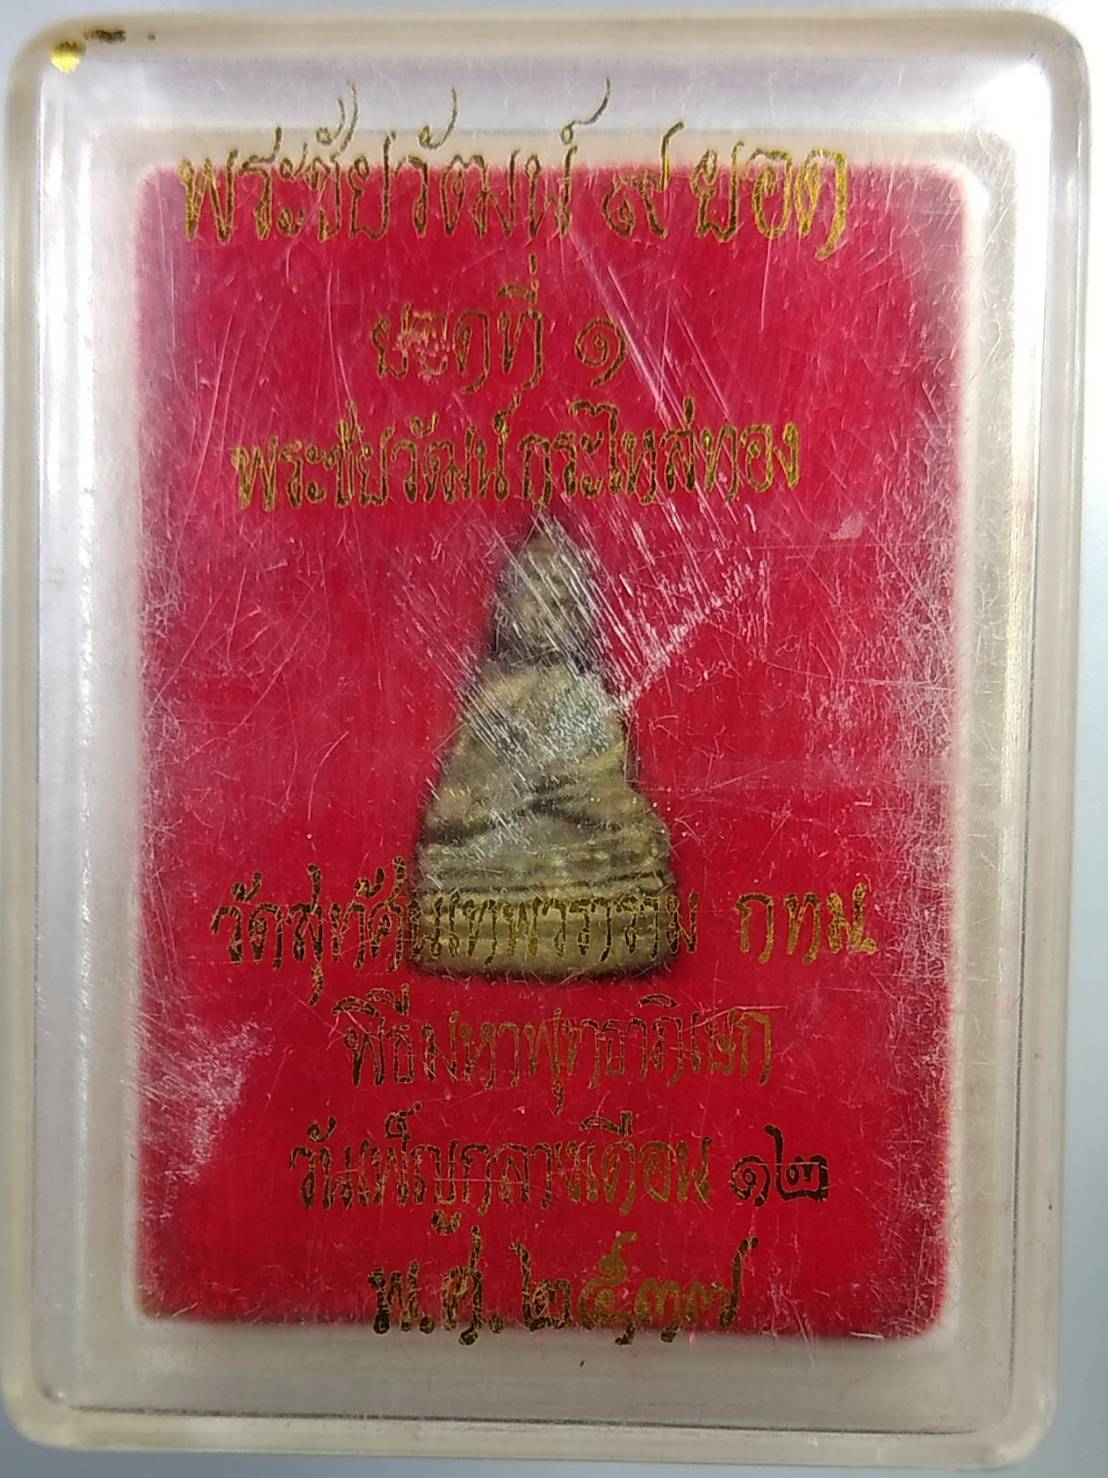 พระชัยวัฒน์ ๙ ยอด
ยอดที่ ๑
พระชัยวัฒน์กระไหล่ทอง
วัดสุทัศน์เทพวราราม กทม.
พิธีมหาพุทธาภิเษก
วันเพ็ญกลางเดือน ๑๒
พ.ศ. ๒๕๓๗